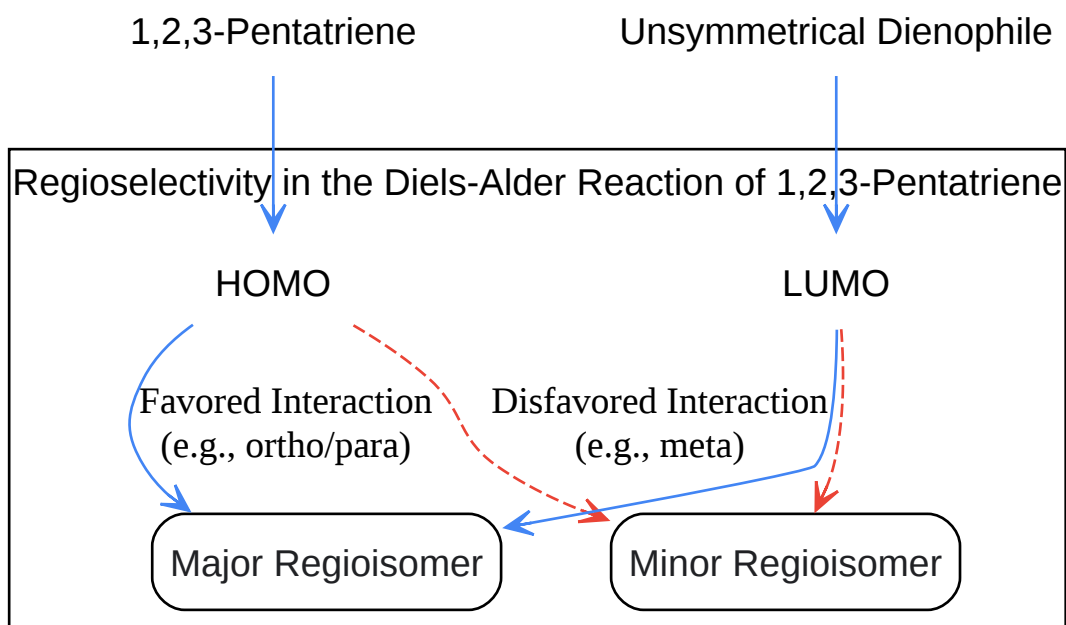 1,2,3-Pentatriene
Unsymmetrical Dienophile
Regioselectivity in the Diels-Alder Reaction of 1,2,3-Pentatriene
HOMO
LUMO
Favored Interaction
(e.g., ortho/para)
Disfavored Interaction
(e.g., meta)
Major Regioisomer
Minor Regioisomer